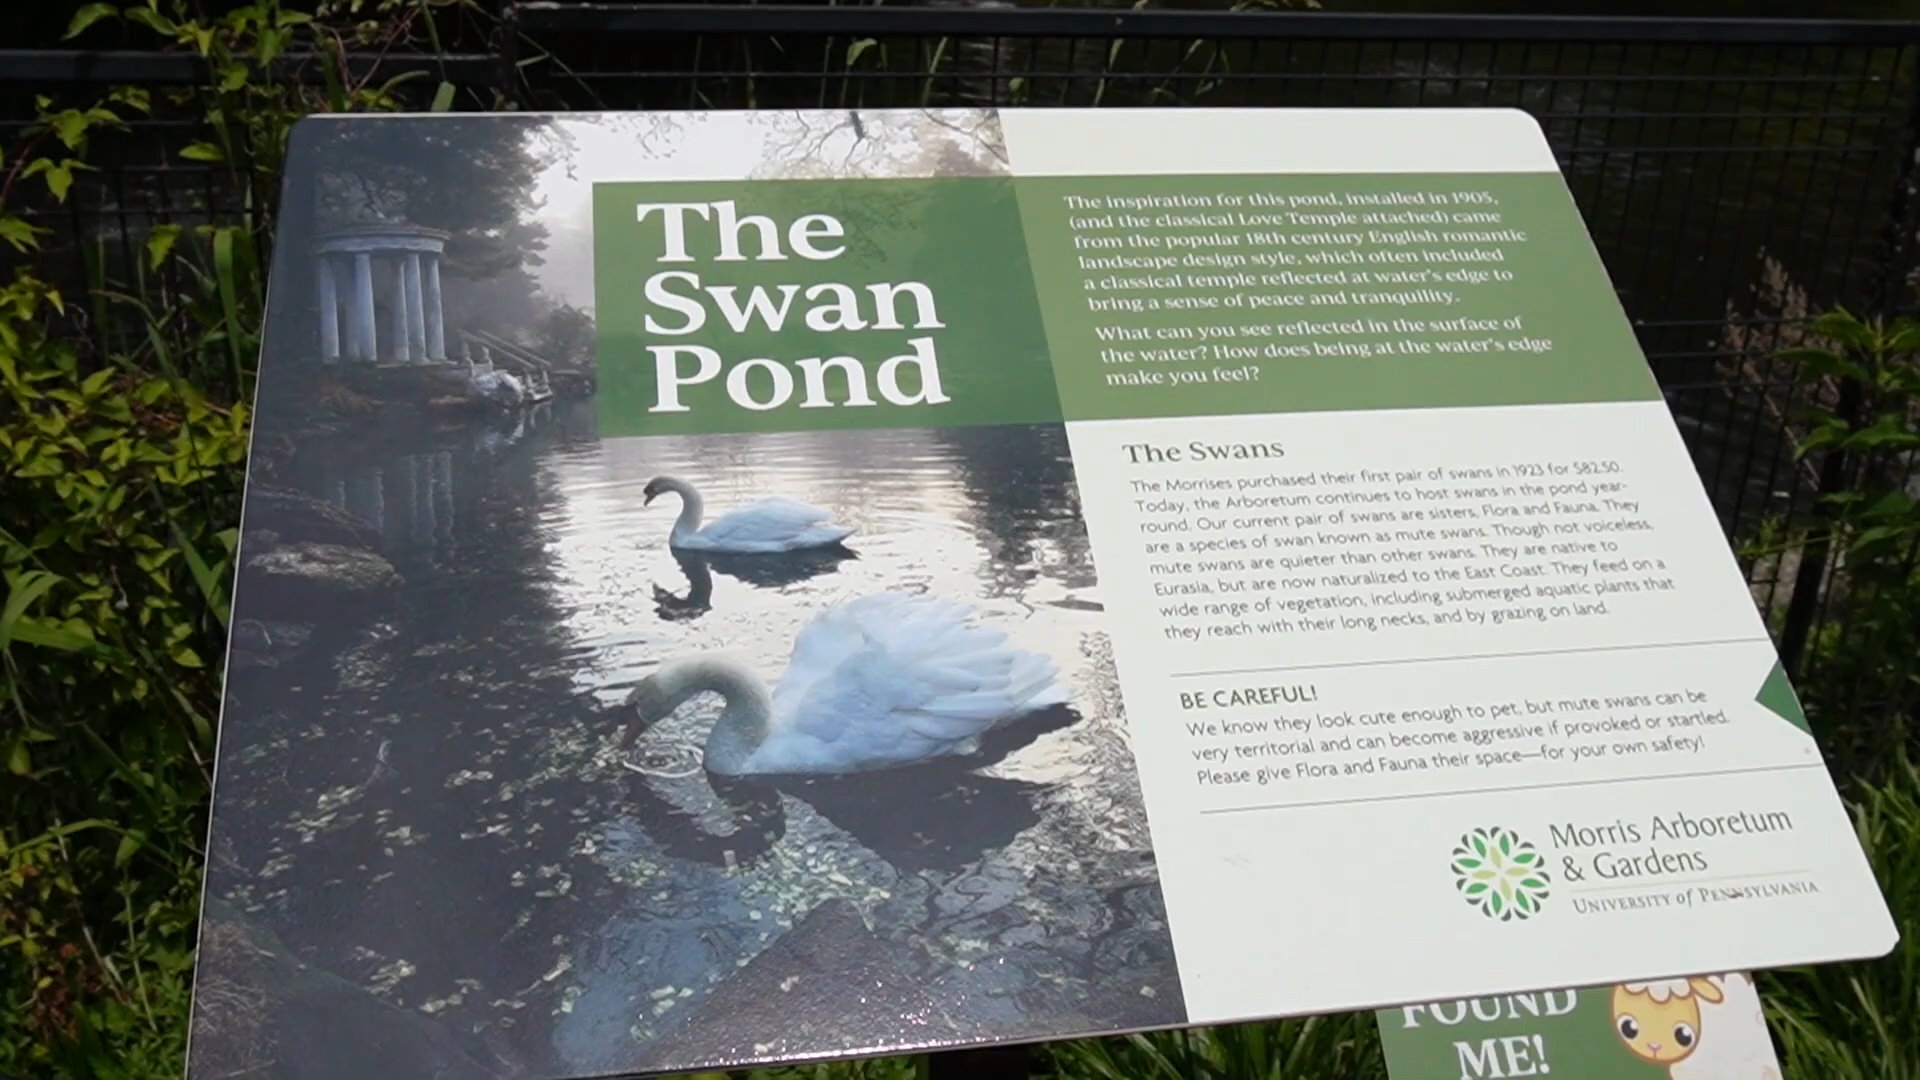 The
Swan
Pond
The inspiration for this pond, installed in 1905,
(and the classical Love Temple attached) came
from the popular 18th century English romantic
landscape design style, which often included
a classical temple reflected at water's edge to
bring a sense of peace and tranquility.
What can you see reflected in the surface of
the water? How does being at the water's edge
make you feel?
The Swans
The Morrises purchased their first pair of swans in 1923 for $82.50.
Today, the Arboretum continues to host swans in the pond year-
round. Our current pair of swans are sisters, Flora and Fauna. They
are a species of swan known as mute swans. Though not voiceless,
mute swans are quieter than other swans. They are native to
Eurasia, but are now naturalized to the East Coast. They feed on a
wide range of vegetation, including submerged aquatic plants that
they reach with their long necks, and by grazing on land.
BE CAREFUL!
We know they look cute enough to pet, but mute swans can be
very territorial and can become aggressive if provoked or startled.
Please give Flora and Fauna their space—for your own safety!
Morris Arboretum
& Gardens
UNIVERSITY of PENNSYLVANIA
FOUND
ME!